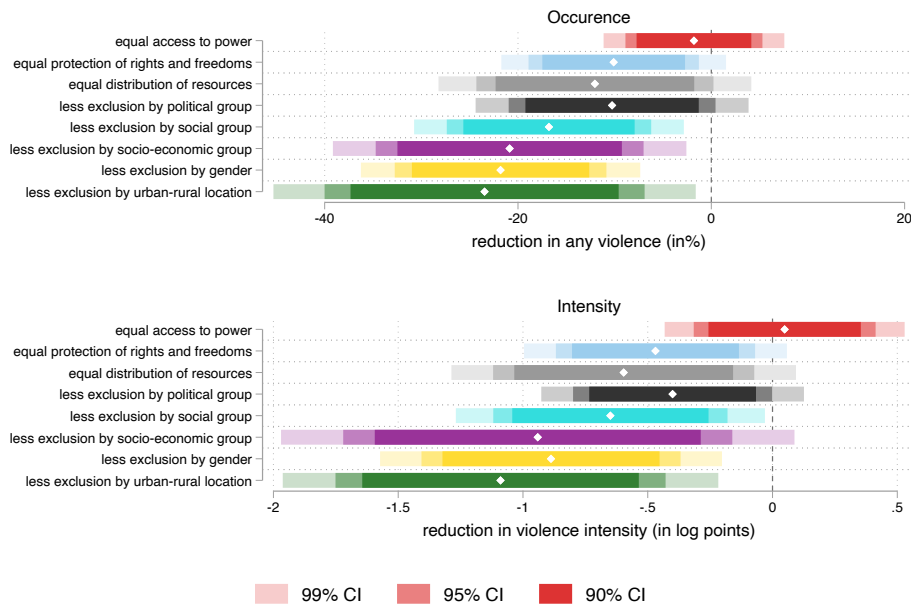 Occurence
equal access to power
equal protection of rights and freedoms
equal distribution of resources
less exclusion by political group
less exclusion by social group
less exclusion by socio-economic group
less exclusion by gender
less exclusion by urban-rural location
-40 -20 0 20
reduction in any violence (in%)
Intensity
equal access to power
equal protection of rights and freedoms
equal distribution of resources
less exclusion by political group
less exclusion by social group
less exclusion by socio-economic group
less exclusion by gender
less exclusion by urban-rural location
-2 -1.5 -1 -.5 0 .5
reduction in violence intensity (in log points)
99% CI 95% CI 90% CI